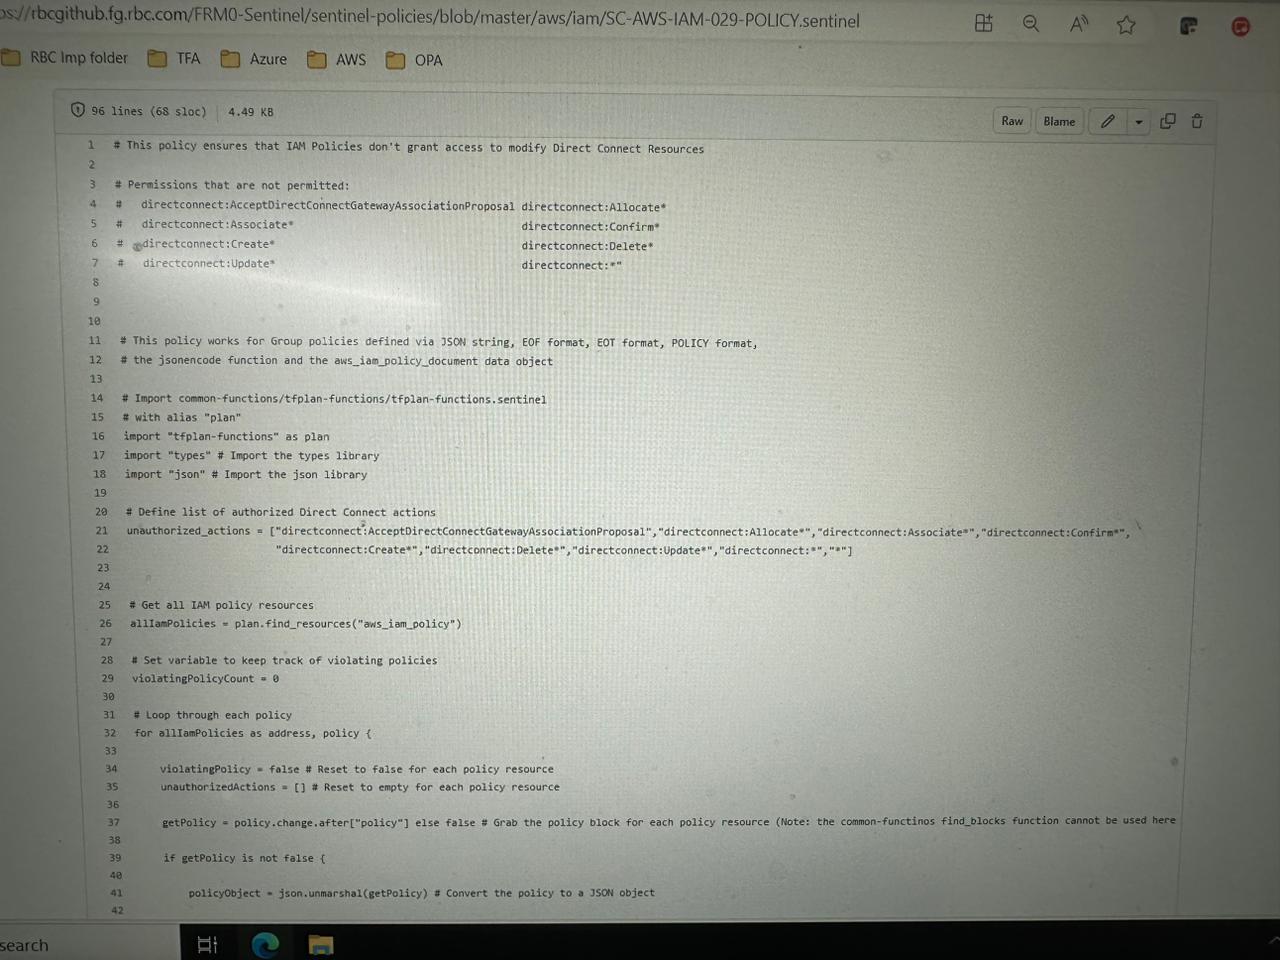 ps://rbcgithub.fg.rbc.com/FRM0-Sentinel/sentinel-policies/blob/master/aws/iam/SC-AWS-IAM-029-POLICY.sentinel
RBC Imp folder TFA Azure AWS OPA
96 lines (68 sloc) 4.49 KB Raw Blame
1 # This policy ensures that IAM Policies don't grant access to modify Direct Connect Resources
2
3 # Permissions that are not permitted:
4 # directconnect:AcceptDirectConnectGatewayAssociationProposal directconnect:Allocate*
5 # directconnect:Associate* directconnect:Confirm*
6 # directconnect:Create* directconnect:Delete*
7 # directconnect:Update* directconnect:*"
8
9
10
11 # This policy works for Group policies defined via JSON string, EOF format, EOT format, POLICY format,
12 # the jsonencode function and the aws_iam_policy_document data object
13
14 # Import common-functions/tfplan-functions/tfplan-functions.sentinel
15 # with alias "plan"
16 import "tfplan-functions" as plan
17 import "types" # Import the types library
18 import "json" # Import the json library
19
20 # Define list of authorized Direct Connect actions
21 unauthorized_actions = ["directconnect:AcceptDirectConnectGatewayAssociationProposal","directconnect:Allocate*","directconnect:Associate*","directconnect:Confirm*",
22 "directconnect:Create*","directconnect:Delete*","directconnect:Update*","directconnect:*","*"]
23
24
25 # Get all IAM policy resources
26 allIamPolicies = plan.find_resources("aws_iam_policy")
27
28 # Set variable to keep track of violating policies
29 violatingPolicyCount = 0
30
31 # Loop through each policy
32 for allIamPolicies as address, policy {
33
34 violatingPolicy = false # Reset to false for each policy resource
35 unauthorizedActions = [] # Reset to empty for each policy resource
36
37 getPolicy = policy.change.after["policy"] else false # Grab the policy block for each policy resource (Note: the common-functinos find_blocks function cannot be used here
38
39 if getPolicy is not false {
40
41 policyObject = json.unmarshal(getPolicy) # Convert the policy to a JSON object
42
search